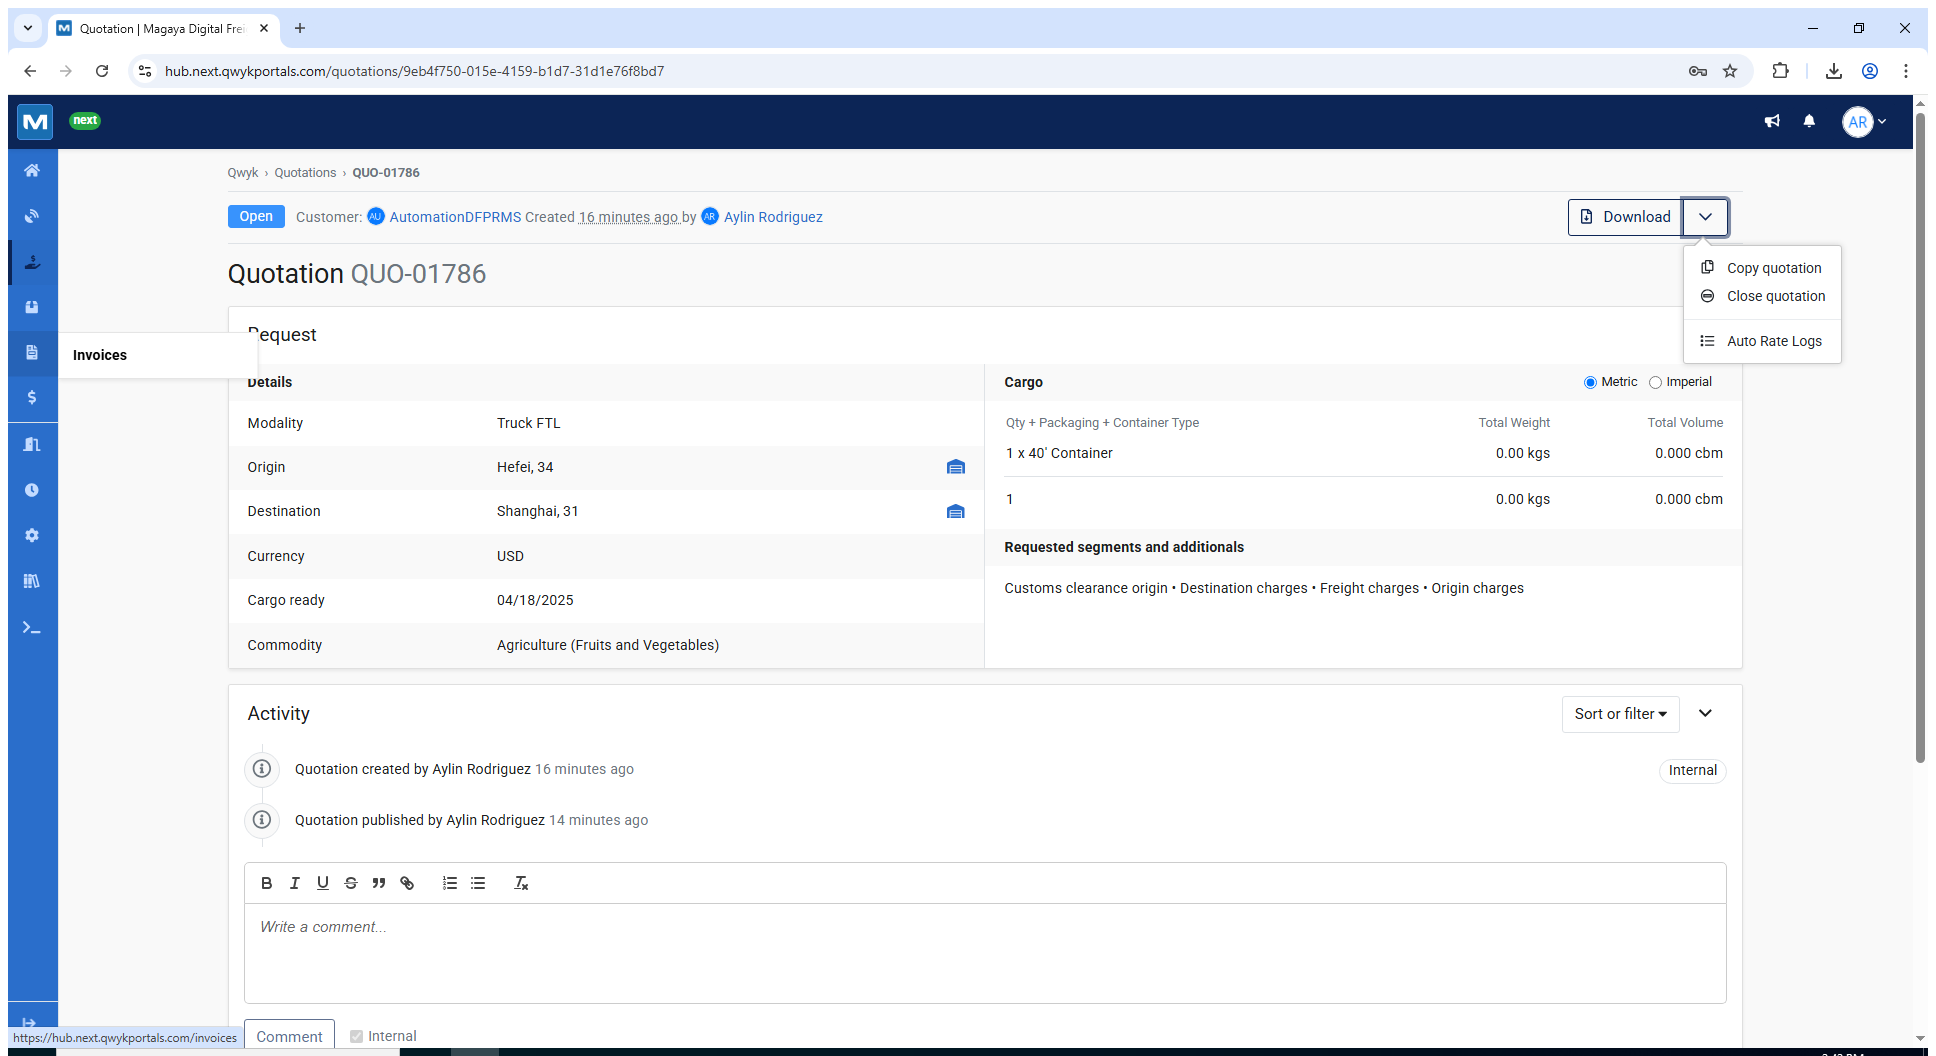 Quotation | Magaya Digital Frei
hub.next.qwykportals.com/quotations/9eb4f750-015e-4159-b1d7-31d1e76f8bd7
M next AR
Qwyk › Quotations › QUO-01786
Open Customer: AU AutomationDFPRMS Created 16 minutes ago by AR Aylin Rodriguez Download
Copy quotation
Close quotation
Auto Rate Logs
Quotation QUO-01786
Request
Invoices
Details
Modality Truck FTL
Origin Hefei, 34
Destination Shanghai, 31
Currency USD
Cargo ready 04/18/2025
Commodity Agriculture (Fruits and Vegetables)
Cargo Metric Imperial
Qty + Packaging + Container Type Total Weight Total Volume
1 x 40' Container 0.00 kgs 0.000 cbm
1 0.00 kgs 0.000 cbm
Requested segments and additionals
Customs clearance origin • Destination charges • Freight charges • Origin charges
Activity Sort or filter
Quotation created by Aylin Rodriguez 16 minutes ago Internal
Quotation published by Aylin Rodriguez 14 minutes ago
Write a comment...
Comment Internal
https://hub.next.qwykportals.com/invoices